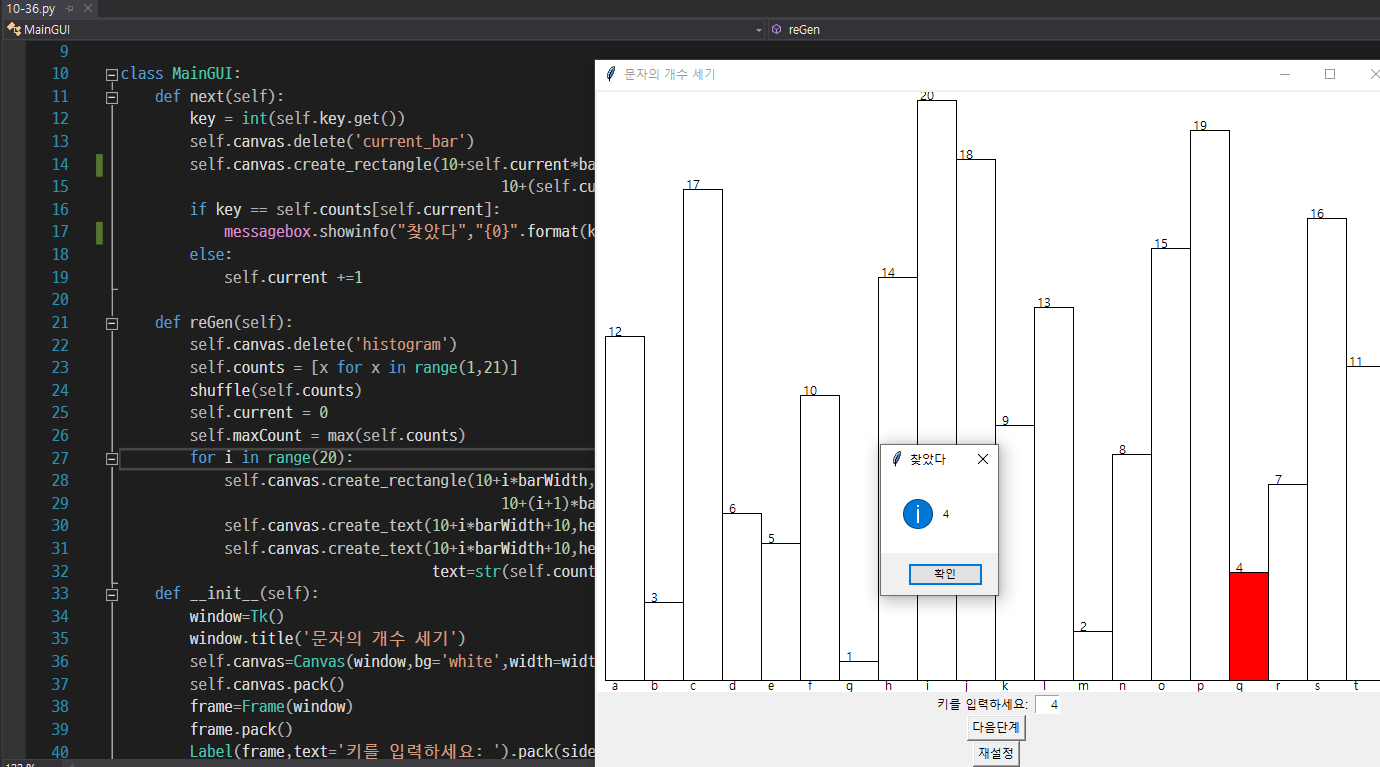 10-36.py
MainGUI
reGen
9
10 class MainGUI:
11 def next(self):
12 key = int(self.key.get())
13 self.canvas.delete('current_bar')
14 self.canvas.create_rectangle(10+self.current*ba
15 10+(self.cu
16 if key == self.counts[self.current]:
17 messagebox.showinfo("찾았다","{0}".format(k
18 else:
19 self.current +=1
20
21 def reGen(self):
22 self.canvas.delete('histogram')
23 self.counts = [x for x in range(1,21)]
24 shuffle(self.counts)
25 self.current = 0
26 self.maxCount = max(self.counts)
27 for i in range(20):
28 self.canvas.create_rectangle(10+i*barWidth,
29 10+(i+1)*ba
30 self.canvas.create_text(10+i*barWidth+10,he
31 self.canvas.create_text(10+i*barWidth+10,he
32 text=str(self.count
33 def __init__(self):
34 window=Tk()
35 window.title('문자의 개수 세기')
36 self.canvas=Canvas(window,bg='white',width=widt
37 self.canvas.pack()
38 frame=Frame(window)
39 frame.pack()
40 Label(frame,text='키를 입력하세요: ').pack(side
문자의 개수 세기
12 3 17 6 5 10 1 14 20 18 9 13 2 8 15 19 4 7 16 11
a b c d e f g h i j k l m n o p q r s t
찾았다
4
확인
키를 입력하세요: 4
다음단계
재설정